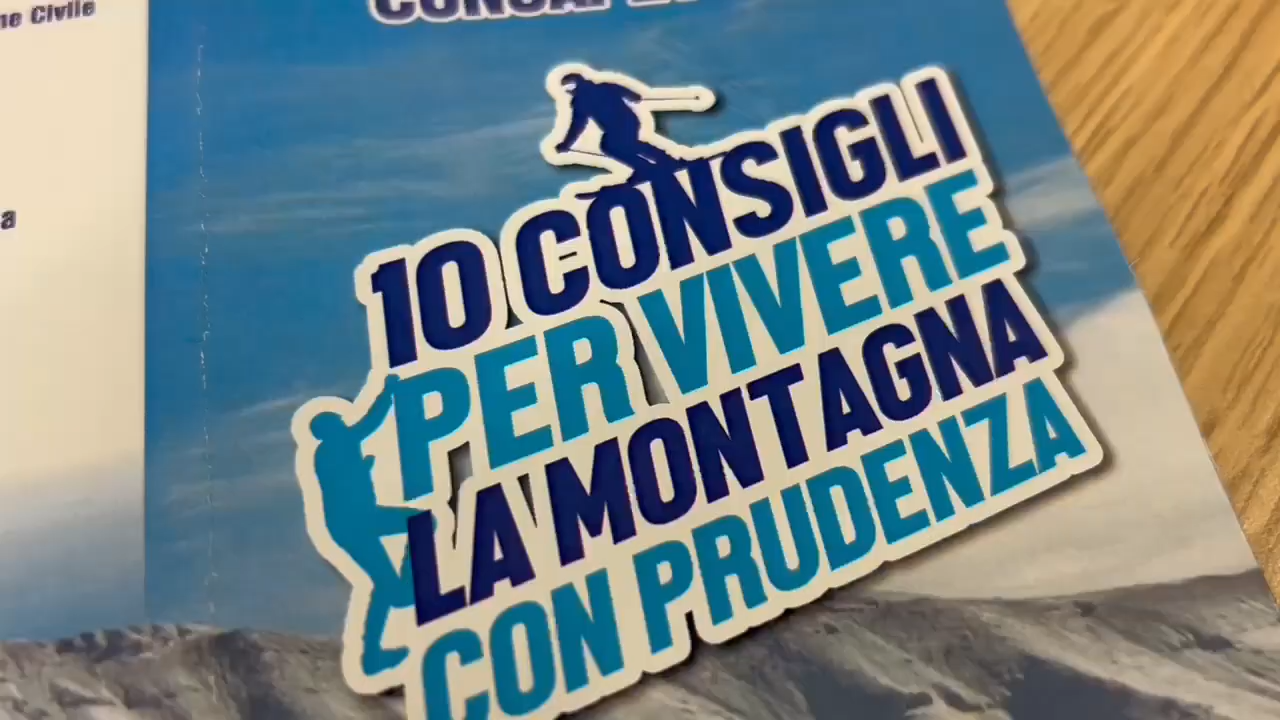 ne Civile
a
10 CONSIGLI
PER VIVERE
LA MONTAGNA
CON PRUDENZA